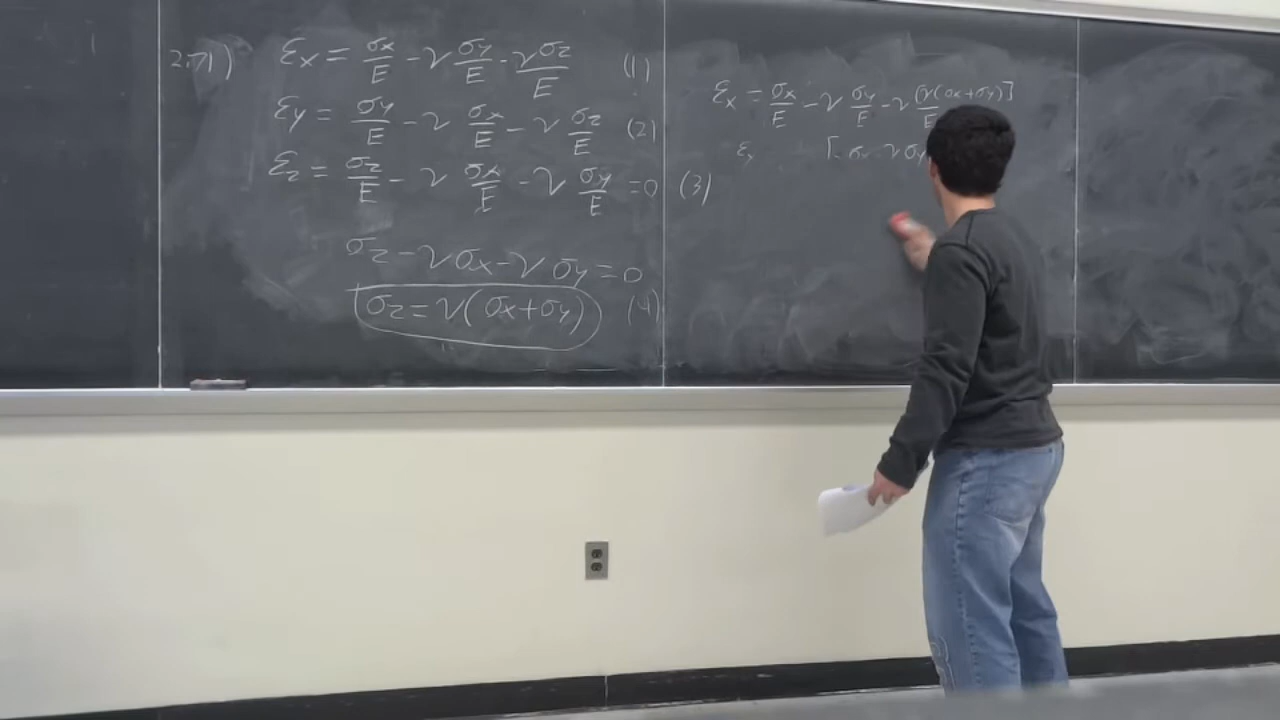 2.71)
εx = σx/E - ν σy/E - νσz/E (1)
εy = σy/E - ν σx/E - ν σz/E (2)
εz = σz/E - ν σx/E - ν σy/E = 0 (3)
σz - νσx - νσy = 0
σz = ν(σx+σy) (4)
εx = σx/E - ν σy/E - ν [ν(σx+σy)]/E